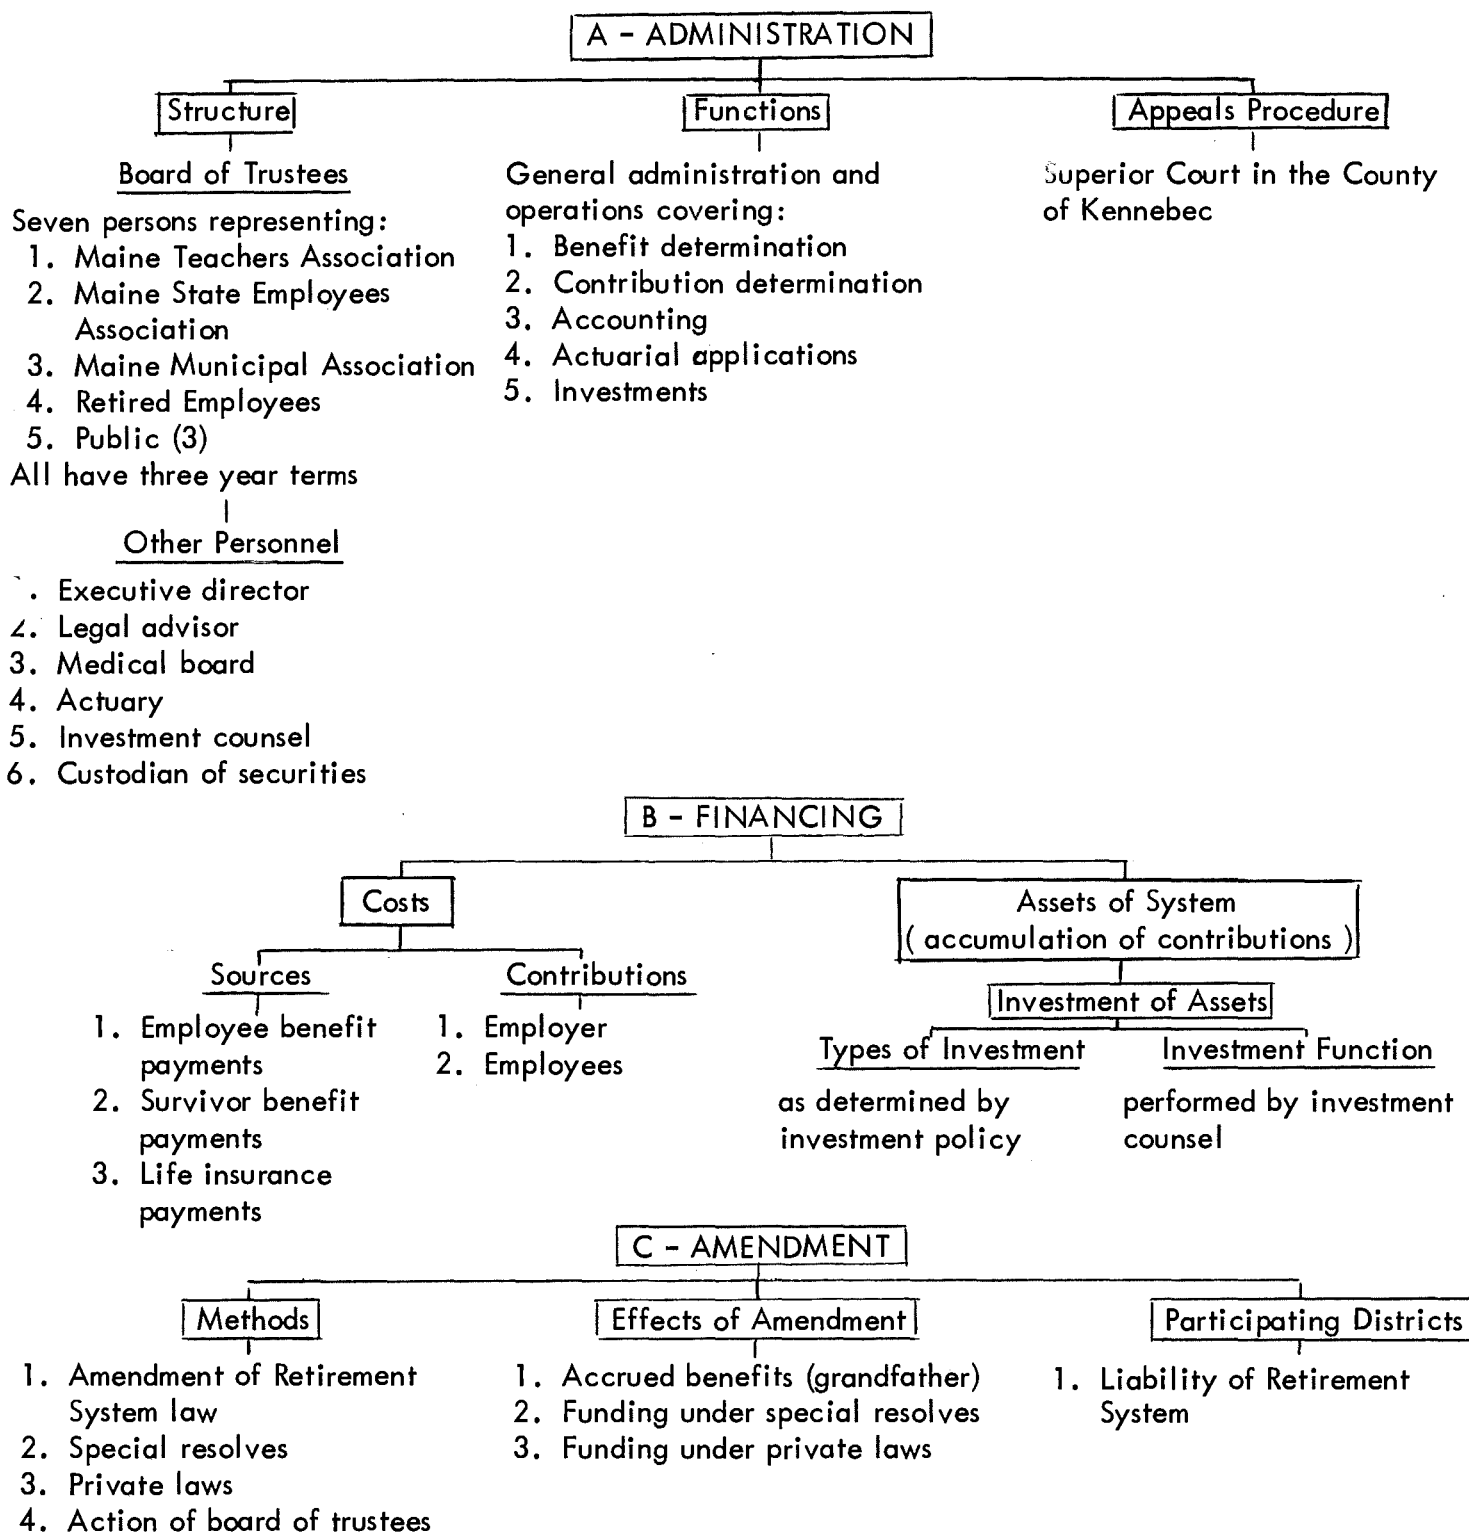 A - ADMINISTRATION
Structure
Board of Trustees
Seven persons representing:
1. Maine Teachers Association
2. Maine State Employees
Association
3. Maine Municipal Association
4. Retired Employees
5. Public (3)
All have three year terms
Other Personnel
. Executive director
2. Legal advisor
3. Medical board
4. Actuary
5. Investment counsel
6. Custodian of securities
Functions
General administration and
operations covering:
1. Benefit determination
2. Contribution determination
3. Accounting
4. Actuarial applications
5. Investments
Appeals Procedure
Superior Court in the County
of Kennebec
B - FINANCING
Costs
Sources
1. Employee benefit
payments
2. Survivor benefit
payments
3. Life insurance
payments
Contributions
1. Employer
2. Employees
Assets of System
( accumulation of contributions )
Investment of Assets
Types of Investment
as determined by
investment policy
Investment Function
performed by investment
counsel
C - AMENDMENT
Methods
1. Amendment of Retirement
System law
2. Special resolves
3. Private laws
4. Action of board of trustees
Effects of Amendment
1. Accrued benefits (grandfather)
2. Funding under special resolves
3. Funding under private laws
Participating Districts
1. Liability of Retirement
System